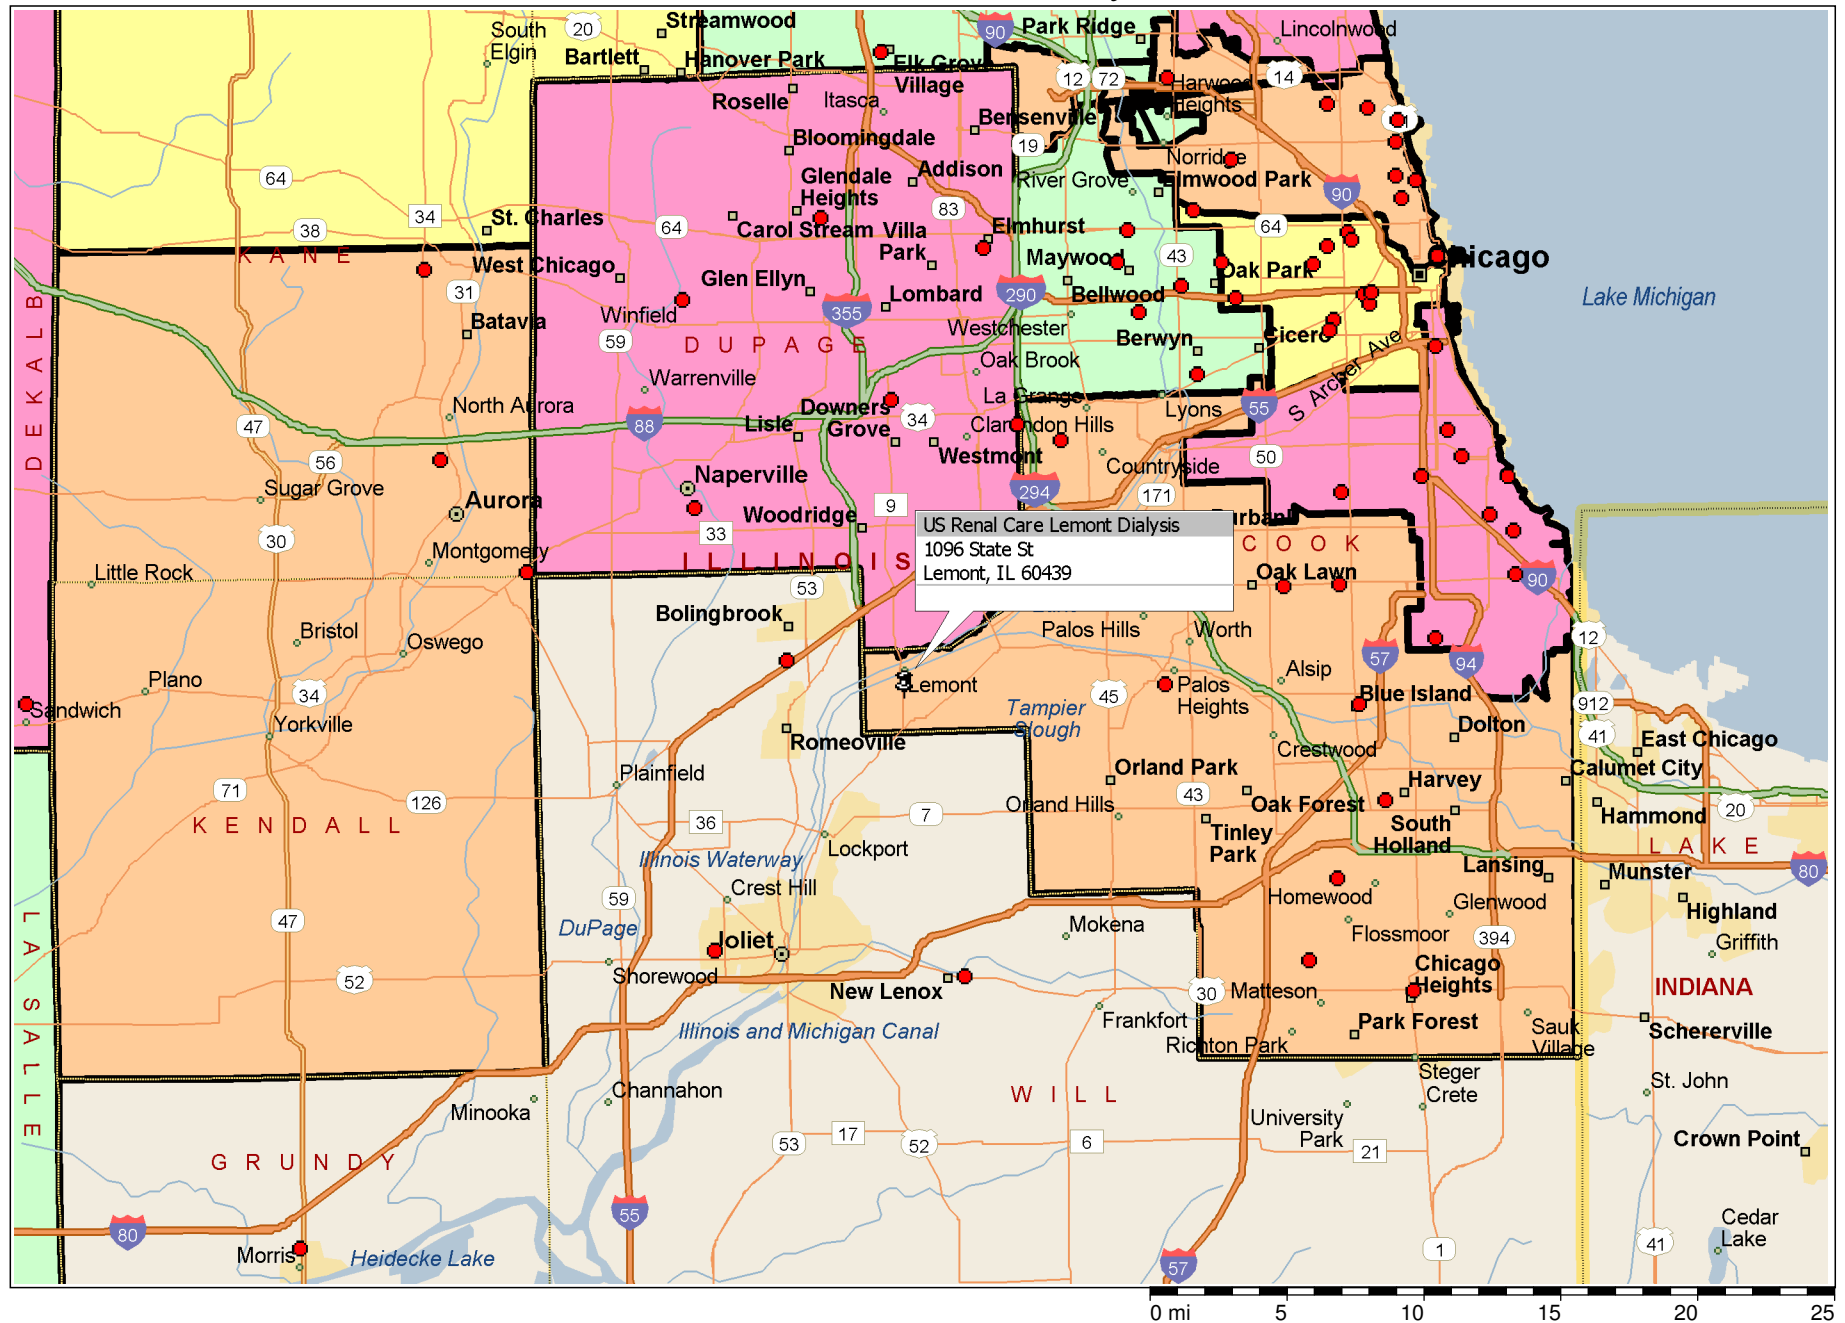 Streamwood
South
Elgin
20
Bartlett
Hanover Park
Elk Grove
Village
90
Park Ridge
Lincolnwood
12
72
14
Harwood
Heights
Roselle
Itasca
Bensenville
19
Bloomingdale
Addison
Glendale
Heights
Norridge
River Grove
Elmwood Park
90
64
34
38
St. Charles
64
83
Carol Stream
Villa
Park
Elmhurst
64
K A N E
West Chicago
Glen Ellyn
Lombard
Maywood
43
Oak Park
Chicago
31
Batavia
Winfield
355
290
Bellwood
Lake Michigan
59
D U P A G E
Westchester
Berwyn
Cicero
S Archer Ave
D E K A L B
Warrenville
Oak Brook
La Grange
Lyons
55
North Aurora
47
88
Lisle
Downers
Grove
34
Clarendon Hills
Westmont
50
56
Sugar Grove
Aurora
Naperville
Countryside
294
171
Woodridge
9
33
Burbank
US Renal Care Lemont Dialysis
1096 State St
Lemont, IL 60439
C O O K
30
Montgomery
I L L I N O I S
Oak Lawn
90
Little Rock
53
Bolingbrook
Palos Hills
Worth
Bristol
Oswego
57
94
12
Plano
34
Lemont
45
Palos
Heights
Alsip
Blue Island
Sandwich
Yorkville
Tampier
Slough
Dolton
912
41
Romeoville
Crestwood
East Chicago
Plainfield
Orland Park
Harvey
Calumet City
71
126
Orland Hills
43
Oak Forest
20
K E N D A L L
36
7
Tinley
Park
South
Holland
Hammond
Illinois Waterway
Lockport
L A K E
Lansing
Munster
80
Crest Hill
Homewood
59
Glenwood
Highland
47
L A S A L L E
DuPage
Joliet
Mokena
Flossmoor
394
Griffith
52
Shorewood
New Lenox
30
Matteson
Chicago
Heights
INDIANA
Illinois and Michigan Canal
Frankfort
Richton Park
Park Forest
Sauk
Village
Schererville
Minooka
Channahon
W I L L
Steger
Crete
St. John
University
Park
53
17
52
6
21
Crown Point
G R U N D Y
80
55
Cedar
Lake
Morris
Heidecke Lake
57
1
41
0 mi
5
10
15
20
25